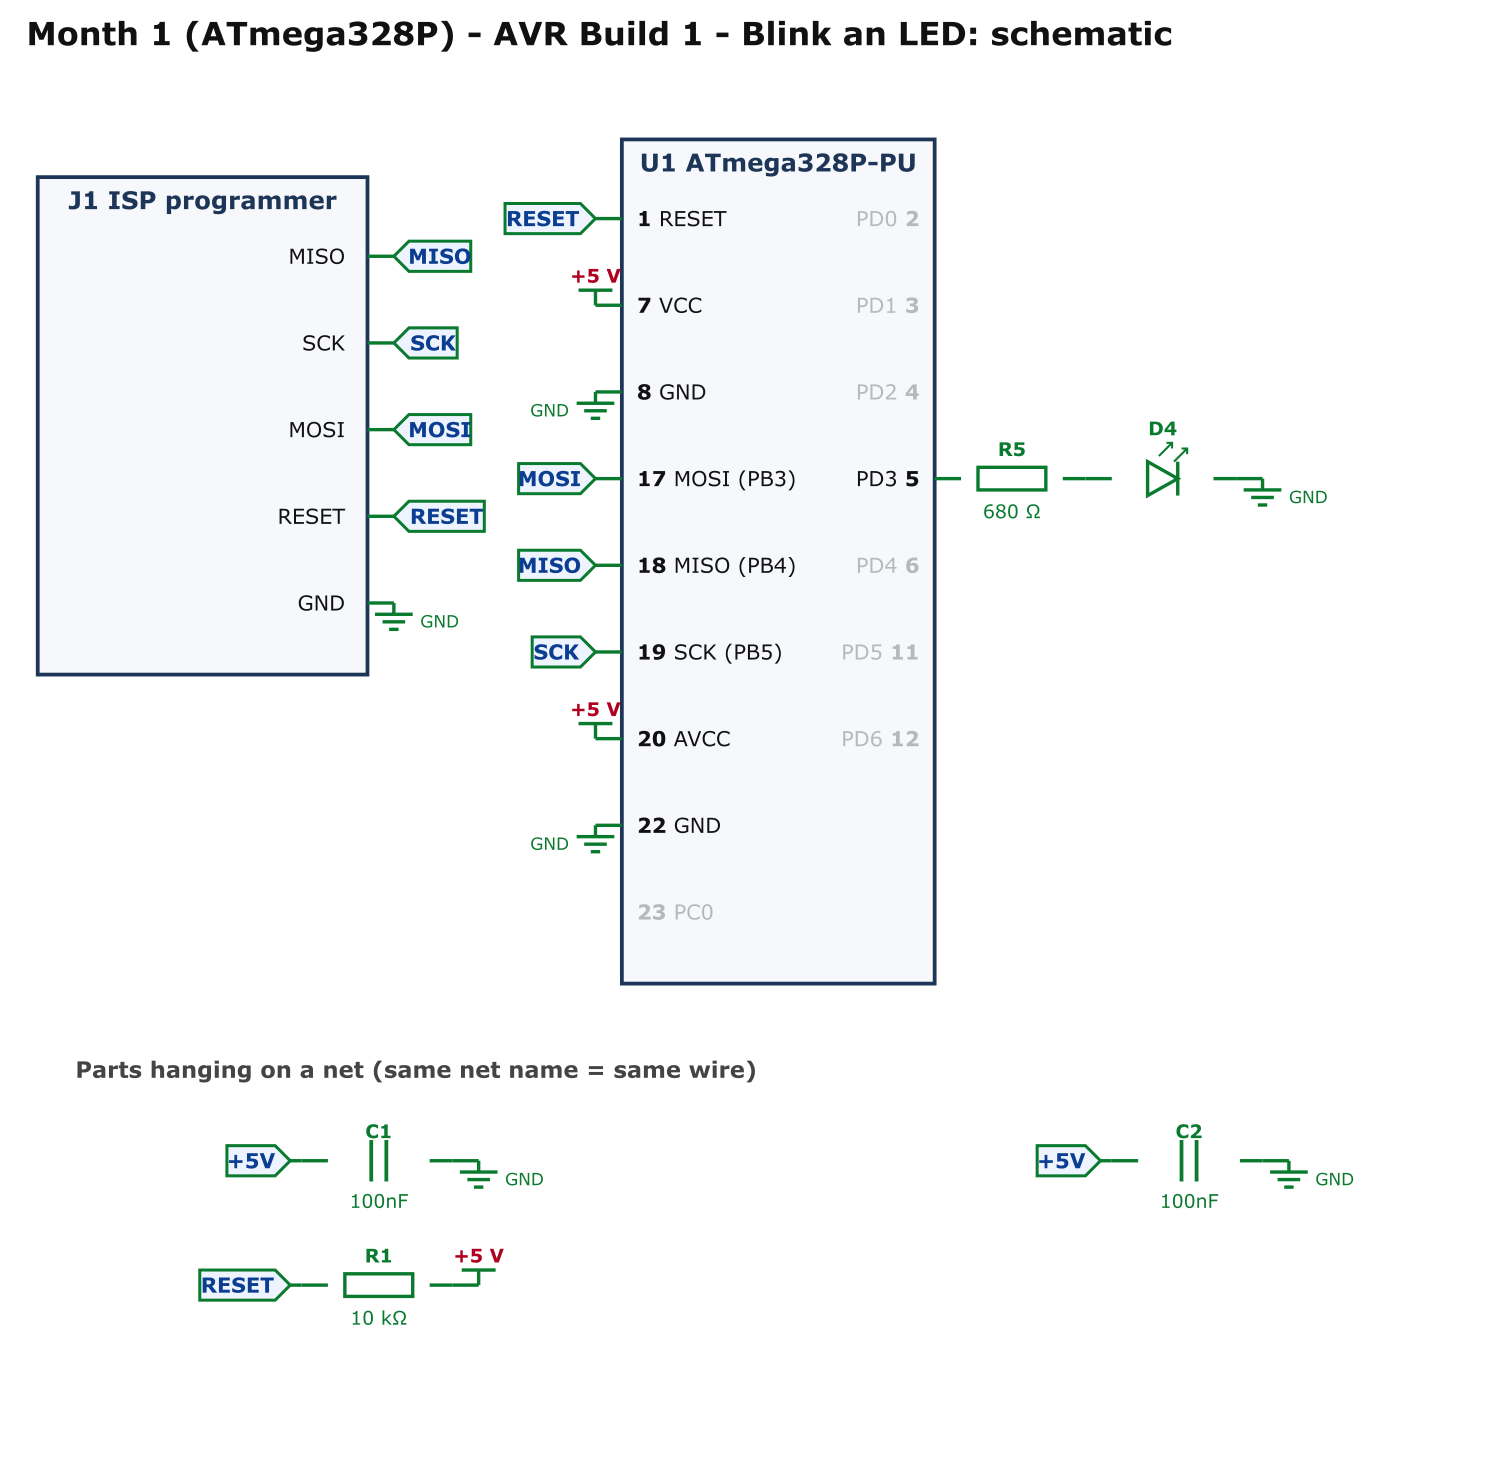 Month 1 (ATmega328P) - AVR Build 1 - Blink an LED: schematic
J1 ISP programmer
MISO
MISO
SCK
SCK
MOSI
MOSI
RESET
RESET
GND
GND
U1 ATmega328P-PU
RESET
1 RESET
PD0 2
+5 V
7 VCC
PD1 3
GND
8 GND
PD2 4
MOSI
17 MOSI (PB3)
PD3 5
R5
680 Ω
D4
GND
MISO
18 MISO (PB4)
PD4 6
SCK
19 SCK (PB5)
PD5 11
+5 V
20 AVCC
PD6 12
GND
22 GND
23 PC0
Parts hanging on a net (same net name = same wire)
+5V
C1
100nF
GND
+5V
C2
100nF
GND
RESET
R1
10 kΩ
+5 V